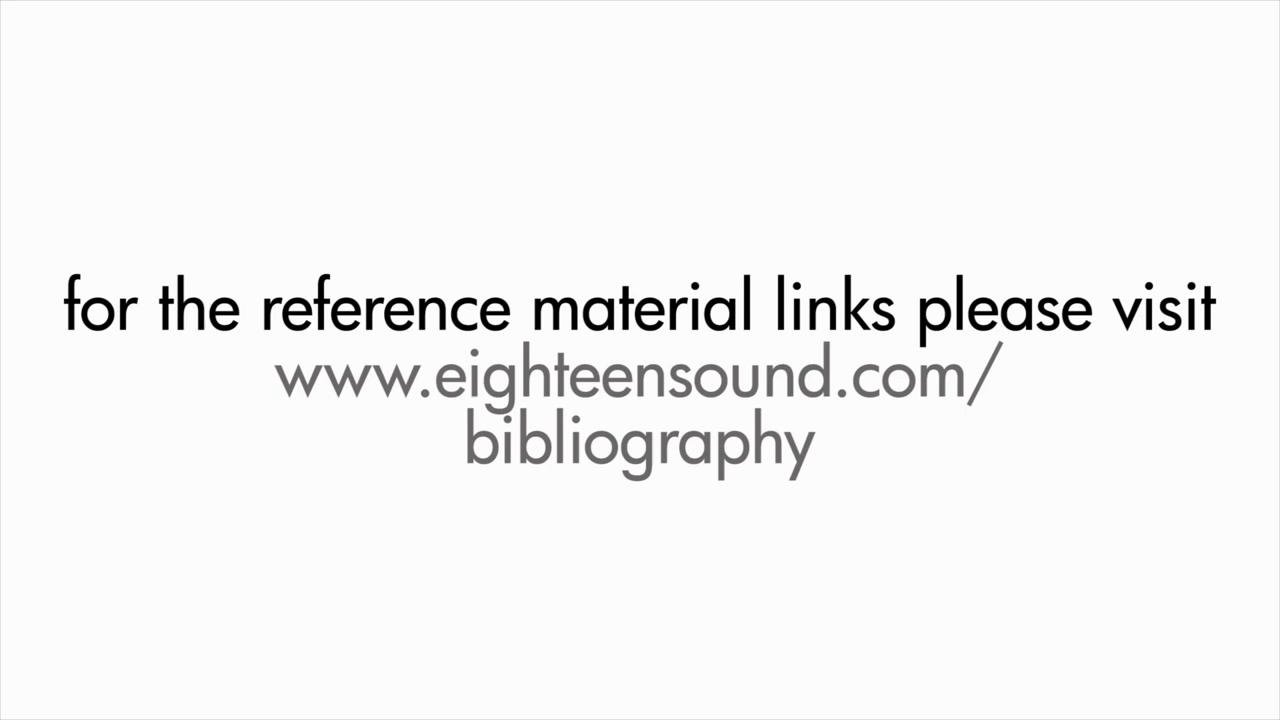 for the reference material links please visit
www.eighteensound.com/
bibliography